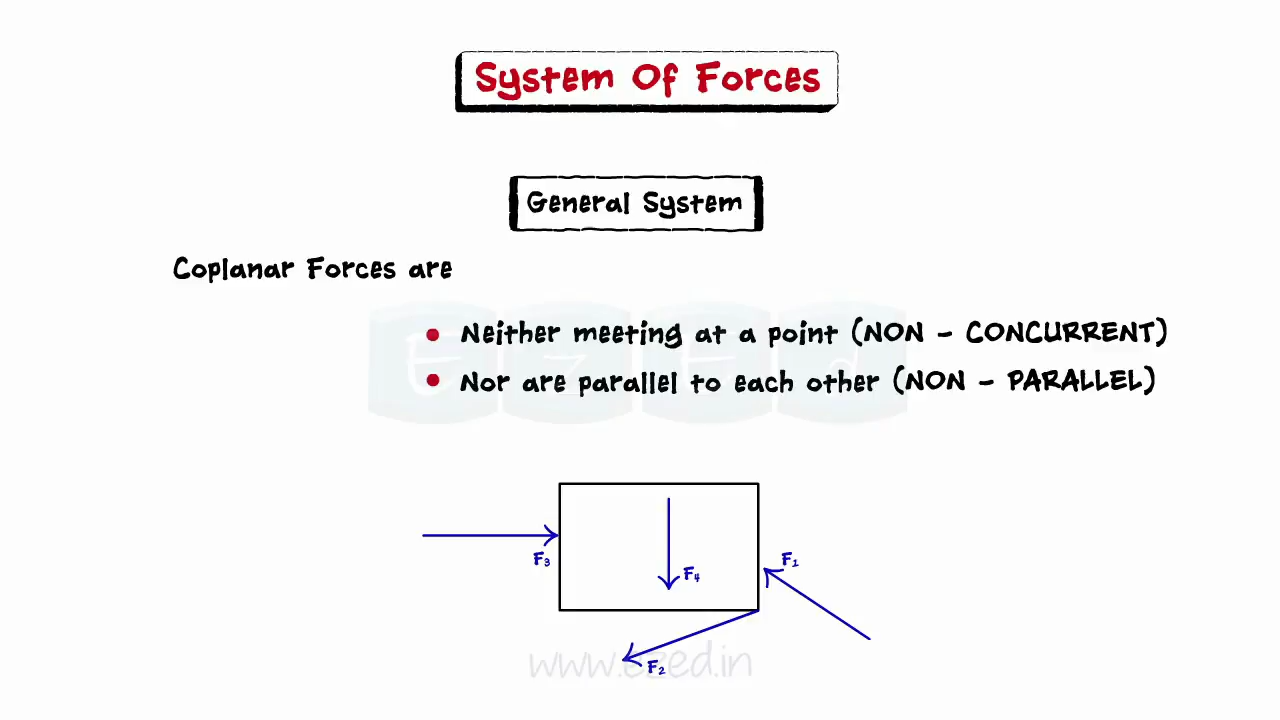 System Of Forces
General System
Coplanar Forces are
• Neither meeting at a point (NON - CONCURRENT)
• Nor are parallel to each other (NON - PARALLEL)
EzEd
F3
F4
F1
F2
www.ezed.in